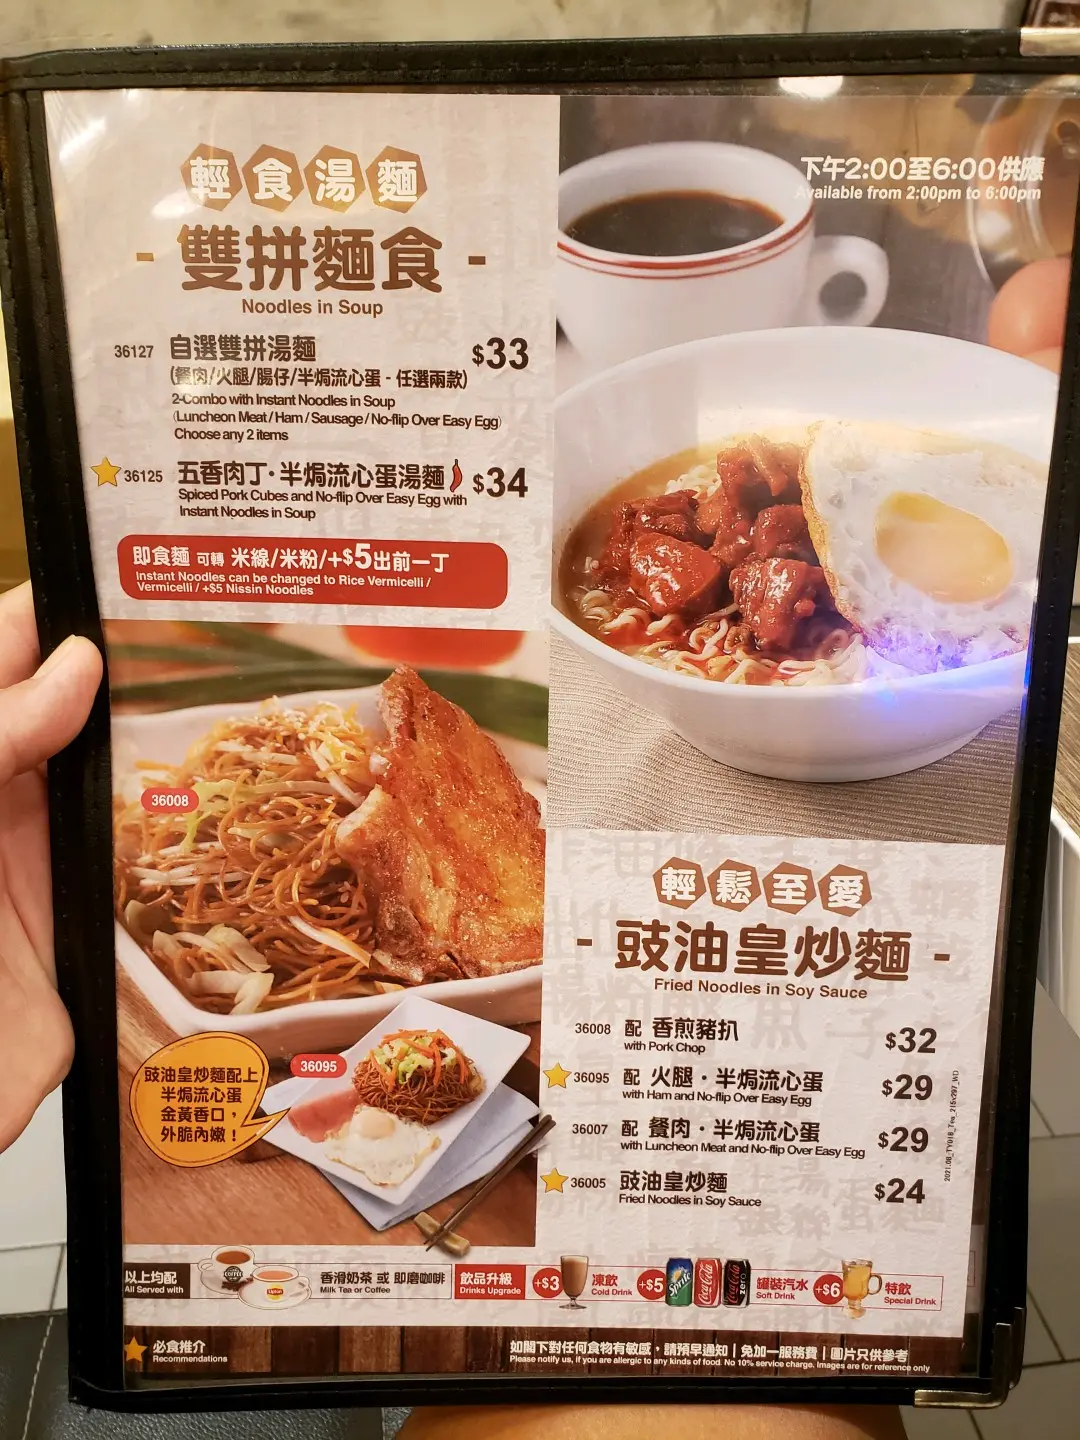 輕食湯麵
- 雙拼麵食 -
Noodles in Soup
36127 自選雙拼湯麵 $33
(餐肉/火腿/腸仔/半焗流心蛋 - 任選兩款)
2-Combo with Instant Noodles in Soup
(Luncheon Meat / Ham / Sausage / No-flip Over Easy Egg)
Choose any 2 items
36125 五香肉丁·半焗流心蛋湯麵 $34
Spiced Pork Cubes and No-flip Over Easy Egg with
Instant Noodles in Soup
即食麵 可轉 米線/米粉/+$5出前一丁
Instant Noodles can be changed to Rice Vermicelli /
Vermicelli / +$5 Nissin Noodles
下午2:00至6:00供應
Available from 2:00pm to 6:00pm
36008
36095
豉油皇炒麵配上
半焗流心蛋
金黃香口，
外脆內嫩！
輕鬆至愛
- 豉油皇炒麵 -
Fried Noodles in Soy Sauce
36008 配 香煎豬扒 $32
with Pork Chop
36095 配 火腿·半焗流心蛋 $29
with Ham and No-flip Over Easy Egg
36007 配 餐肉·半焗流心蛋 $29
with Luncheon Meat and No-flip Over Easy Egg
36005 豉油皇炒麵 $24
Fried Noodles in Soy Sauce
以上均配
All Served with
Lipton
香滑奶茶 或 即磨咖啡
Milk Tea or Coffee
飲品升級
Drinks Upgrade
+$3 凍飲
Cold Drink
+$5 Sprite Coca-Cola Coca-Cola zero 罐裝汽水
Soft Drink
+$6 特飲
Special Drink
必食推介
Recommendations
如閣下對任何食物有敏感，請預早通知 | 免加一服務費 | 圖片只供參考
Please notify us, if you are allergic to any kinds of food. No 10% service charge. Images are for reference only